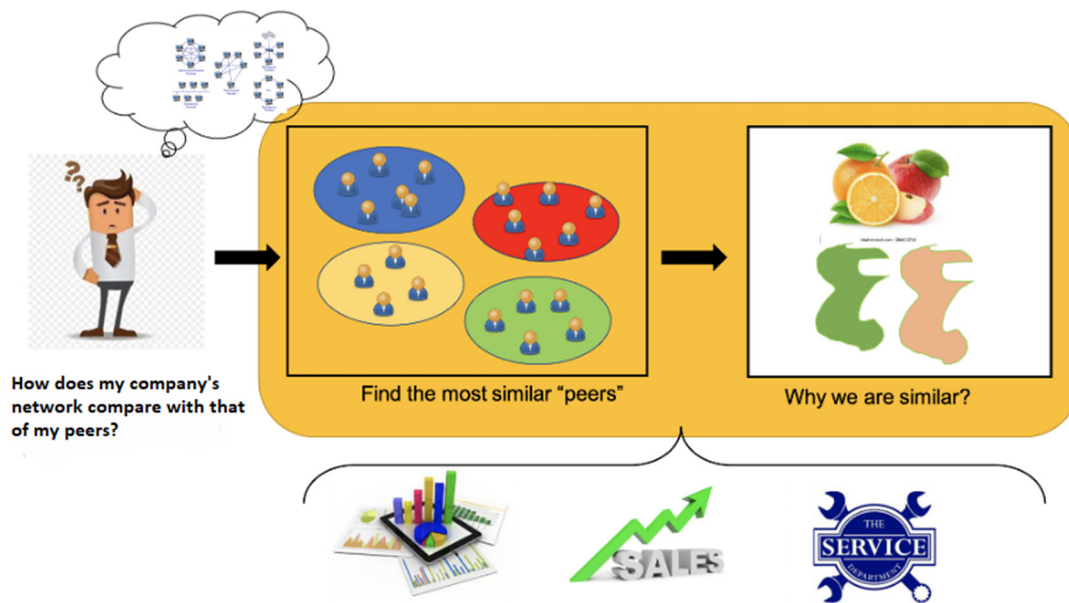 How does my company's
network compare with that
of my peers?
Find the most similar “peers”
Why we are similar?
SALES
THE
SERVICE
DEPARTMENT